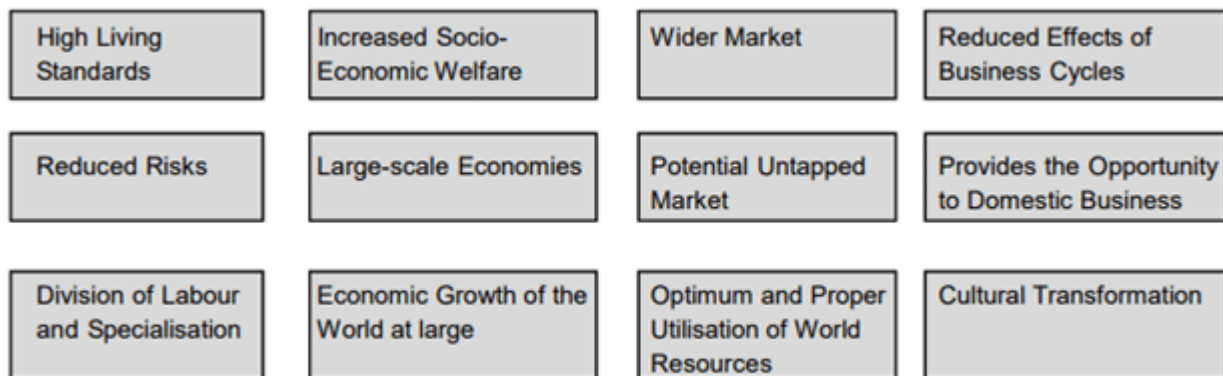 High Living
Standards
Increased Socio-
Economic Welfare
Wider Market
Reduced Effects of
Business Cycles
Reduced Risks
Large-scale Economies
Potential Untapped
Market
Provides the Opportunity
to Domestic Business
Division of Labour
and Specialisation
Economic Growth of the
World at large
Optimum and Proper
Utilisation of World
Resources
Cultural Transformation